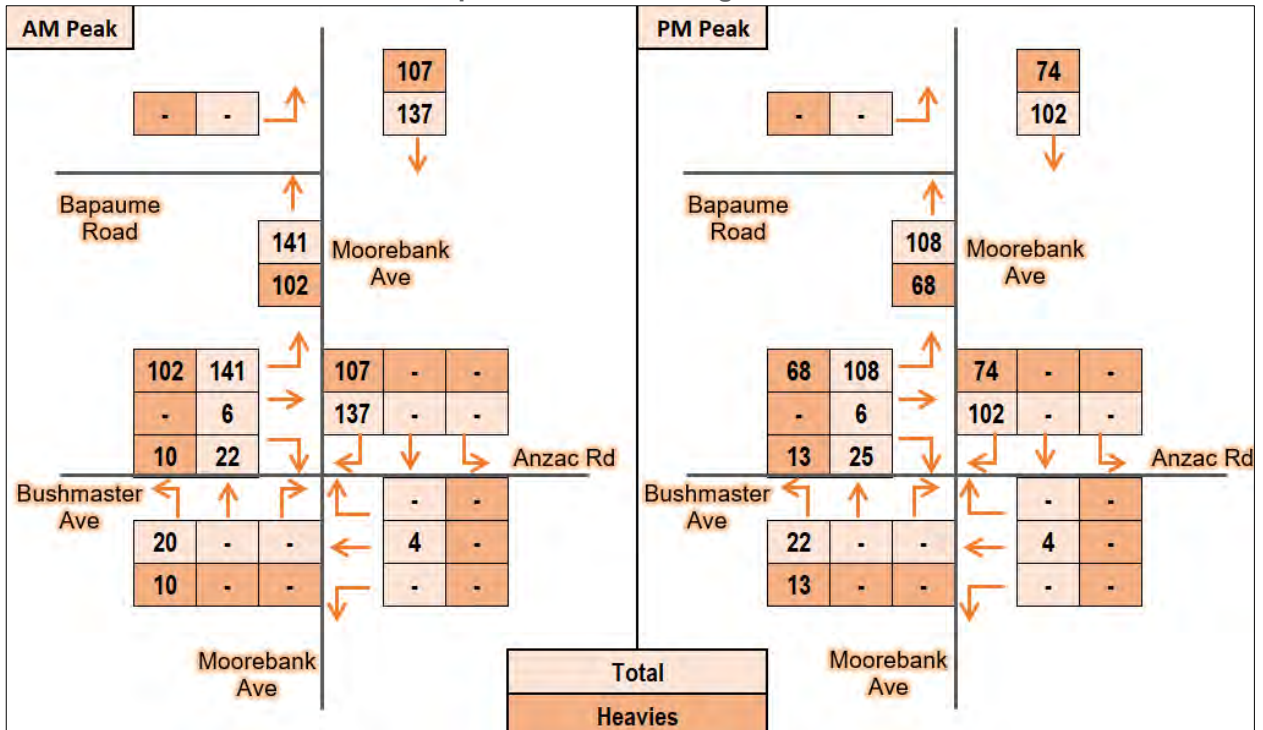 AM Peak
107
- -
137
Bapaume
Road
141
Moorebank
Ave
102
102 141
107 - -
- 6
137 - -
10 22
Anzac Rd
Bushmaster
Ave
- -
20 - -
4 -
10 - -
- -
Moorebank
Ave
PM Peak
74
- -
102
Bapaume
Road
108
Moorebank
Ave
68
68 108
74 - -
- 6
102 - -
13 25
Anzac Rd
Bushmaster
Ave
- -
22 - -
4 -
13 - -
- -
Moorebank
Ave
Total
Heavies